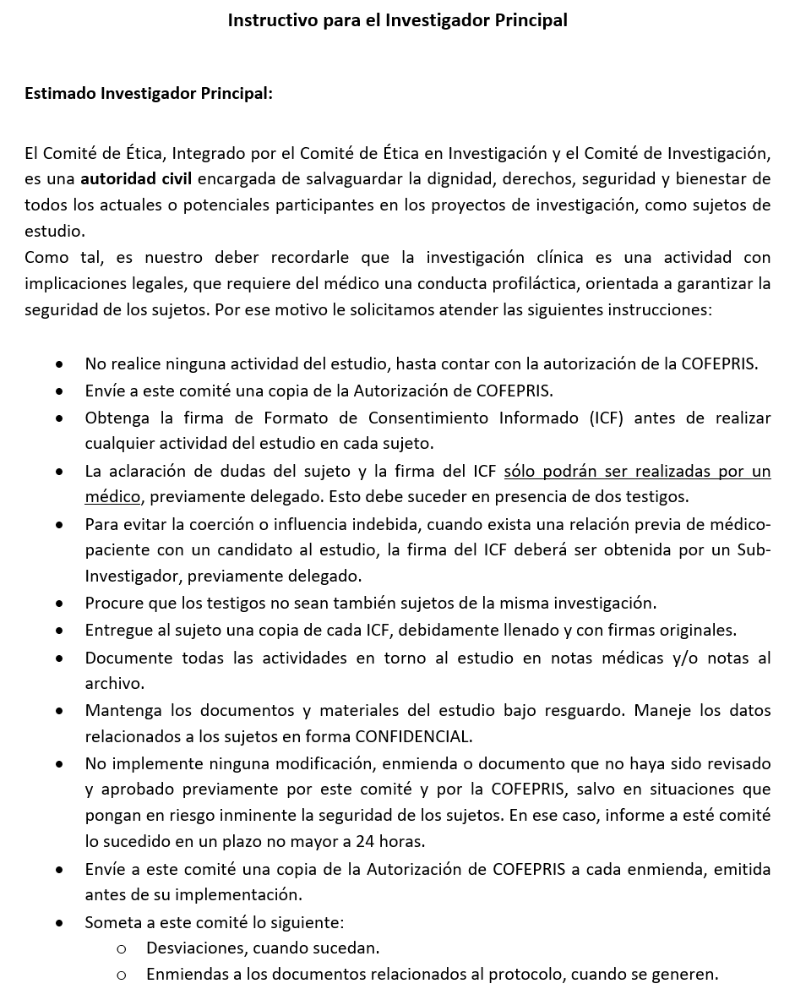 Instructivo para el Investigador Principal
Estimado Investigador Principal:
El Comité de Ética, Integrado por el Comité de Ética en Investigación y el Comité de Investigación,
es una autoridad civil encargada de salvaguardar la dignidad, derechos, seguridad y bienestar de
todos los actuales o potenciales participantes en los proyectos de investigación, como sujetos de
estudio.
Como tal, es nuestro deber recordarle que la investigación clínica es una actividad con
implicaciones legales, que requiere del médico una conducta profiláctica, orientada a garantizar la
seguridad de los sujetos. Por ese motivo le solicitamos atender las siguientes instrucciones:
• No realice ninguna actividad del estudio, hasta contar con la autorización de la COFEPRIS.
• Envíe a este comité una copia de la Autorización de COFEPRIS.
• Obtenga la firma de Formato de Consentimiento Informado (ICF) antes de realizar
cualquier actividad del estudio en cada sujeto.
• La aclaración de dudas del sujeto y la firma del ICF sólo podrán ser realizadas por un
médico, previamente delegado. Esto debe suceder en presencia de dos testigos.
• Para evitar la coerción o influencia indebida, cuando exista una relación previa de médico-
paciente con un candidato al estudio, la firma del ICF deberá ser obtenida por un Sub-
Investigador, previamente delegado.
• Procure que los testigos no sean también sujetos de la misma investigación.
• Entregue al sujeto una copia de cada ICF, debidamente llenado y con firmas originales.
• Documente todas las actividades en torno al estudio en notas médicas y/o notas al
archivo.
• Mantenga los documentos y materiales del estudio bajo resguardo. Maneje los datos
relacionados a los sujetos en forma CONFIDENCIAL.
• No implemente ninguna modificación, enmienda o documento que no haya sido revisado
y aprobado previamente por este comité y por la COFEPRIS, salvo en situaciones que
pongan en riesgo inminente la seguridad de los sujetos. En ese caso, informe a esté comité
lo sucedido en un plazo no mayor a 24 horas.
• Envíe a este comité una copia de la Autorización de COFEPRIS a cada enmienda, emitida
antes de su implementación.
• Someta a este comité lo siguiente:
o Desviaciones, cuando sucedan.
o Enmiendas a los documentos relacionados al protocolo, cuando se generen.